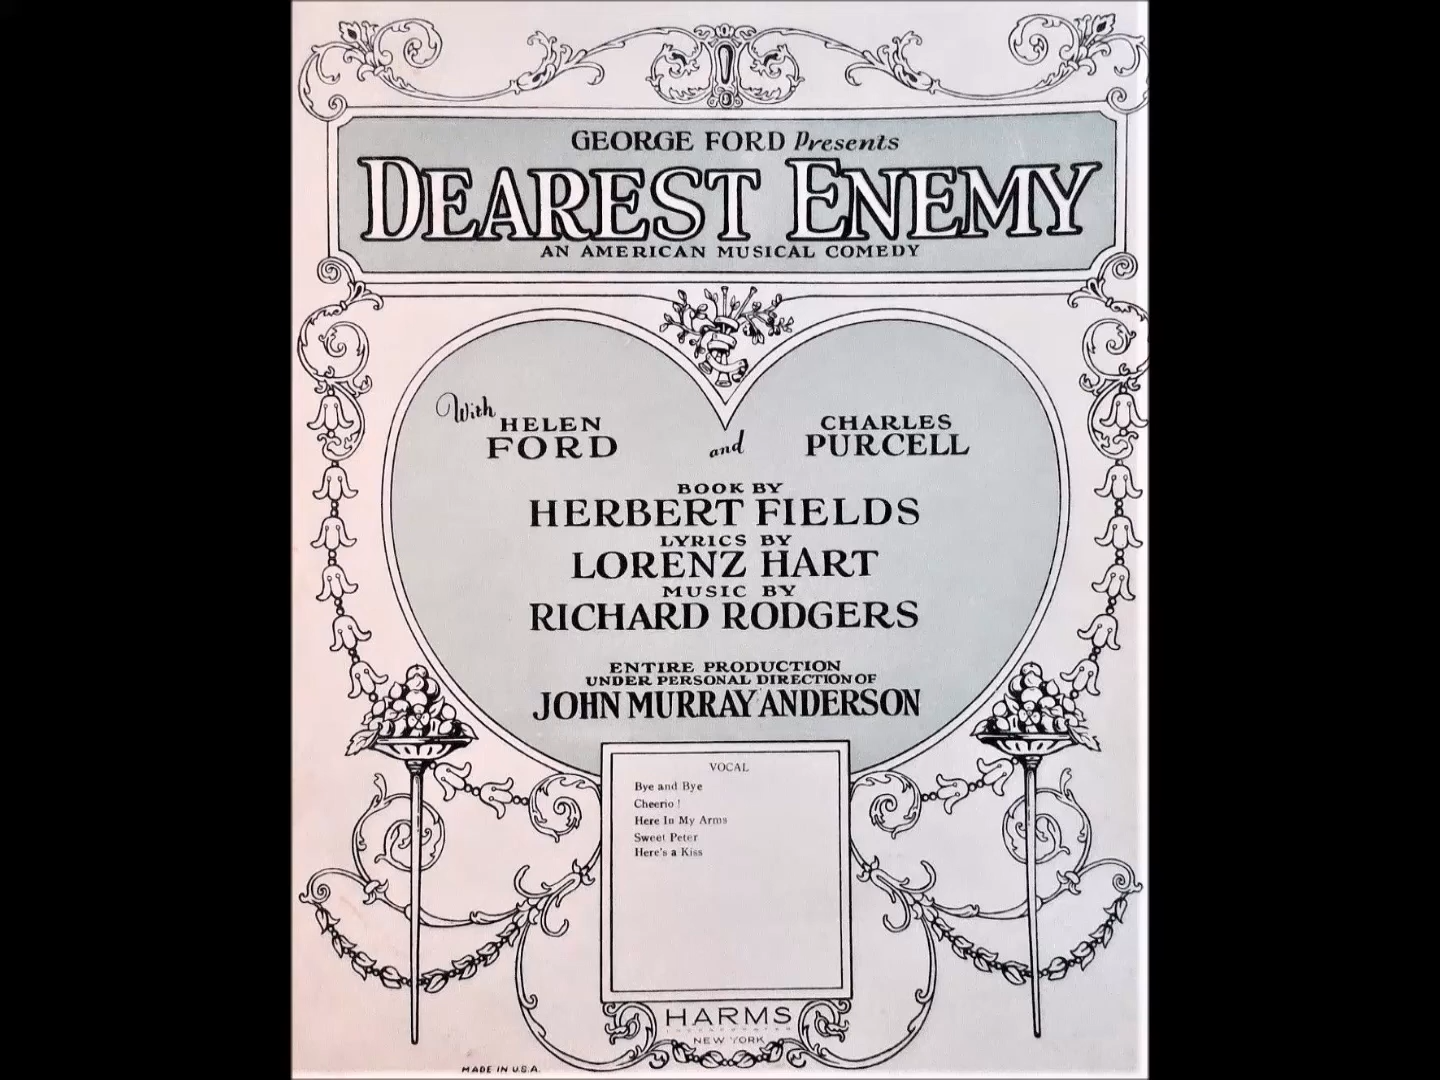 GEORGE FORD Presents
DEAREST ENEMY
AN AMERICAN MUSICAL COMEDY
With HELEN FORD and CHARLES PURCELL
BOOK BY
HERBERT FIELDS
LYRICS BY
LORENZ HART
MUSIC BY
RICHARD RODGERS
ENTIRE PRODUCTION
UNDER PERSONAL DIRECTION OF
JOHN MURRAY ANDERSON
VOCAL
Bye and Bye
Cheerio !
Here In My Arms
Sweet Peter
Here's a Kiss
HARMS
NEW YORK
MADE IN U.S.A.